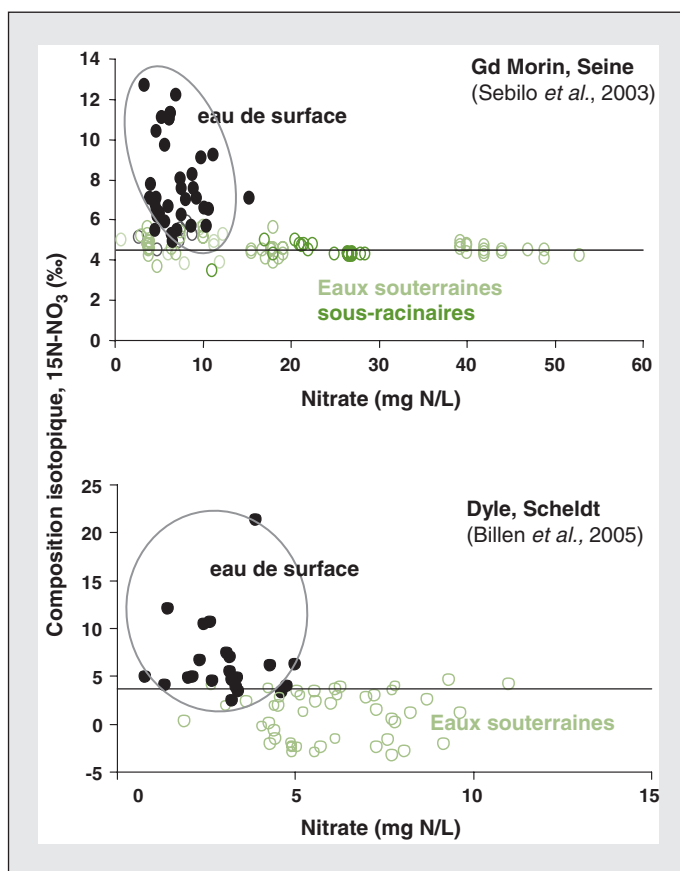 Composition isotopique, 15N-NO₃ (‰)
14
12
10
8
6
4
2
0
0 10 20 30 40 50 60
Nitrate (mg N/L)
Gd Morin, Seine
(Sebilo et al., 2003)
eau de surface
Eaux souterraines
sous-racinaires
25
20
15
10
5
0
-5
0 5 10 15
Nitrate (mg N/L)
Dyle, Scheldt
(Billen et al., 2005)
eau de surface
Eaux souterraines